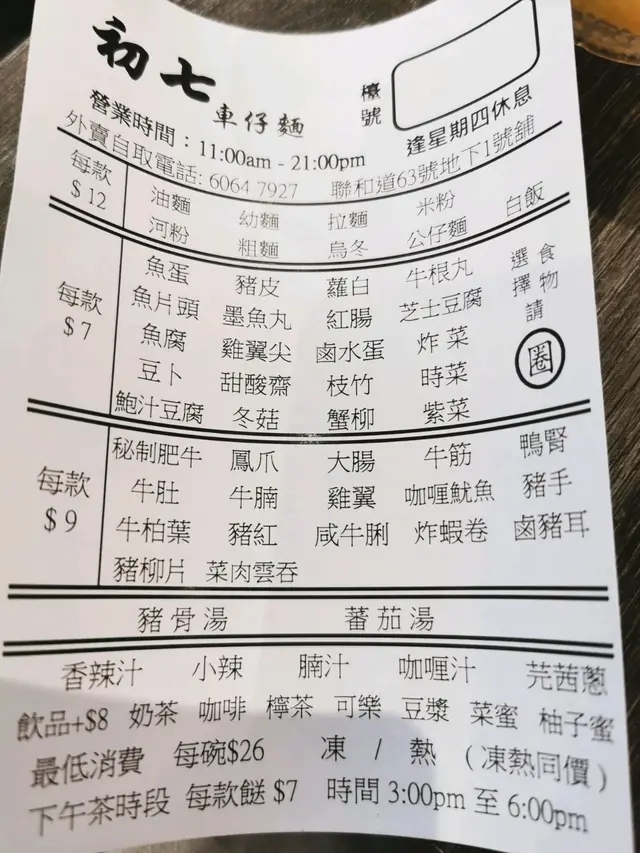 初七 車仔麵
檯號
營業時間：11:00am - 21:00pm 逢星期四休息
外賣自取電話: 6064 7927 聯和道63號地下1號舖
每款 $12
油麵 幼麵 拉麵 米粉 白飯
河粉 粗麵 烏冬 公仔麵
每款 $7
魚蛋 豬皮 蘿白 牛根丸
魚片頭 墨魚丸 紅腸 芝士豆腐
魚腐 雞翼尖 鹵水蛋 炸菜
豆卜 甜酸齋 枝竹 時菜
鮑汁豆腐 冬菇 蟹柳 紫菜
食物選擇請圈
每款 $9
秘制肥牛 鳳爪 大腸 牛筋 鴨腎
牛肚 牛腩 雞翼 咖喱魷魚 豬手
牛柏葉 豬紅 咸牛脷 炸蝦卷 鹵豬耳
豬柳片 菜肉雲吞
豬骨湯 蕃茄湯
香辣汁 小辣 腩汁 咖喱汁 芫茜蔥
飲品+$8 奶茶 咖啡 檸茶 可樂 豆漿 菜蜜 柚子蜜
最低消費 每碗$26 凍 / 熱 (凍熱同價)
下午茶時段 每款餸 $7 時間 3:00pm 至 6:00pm